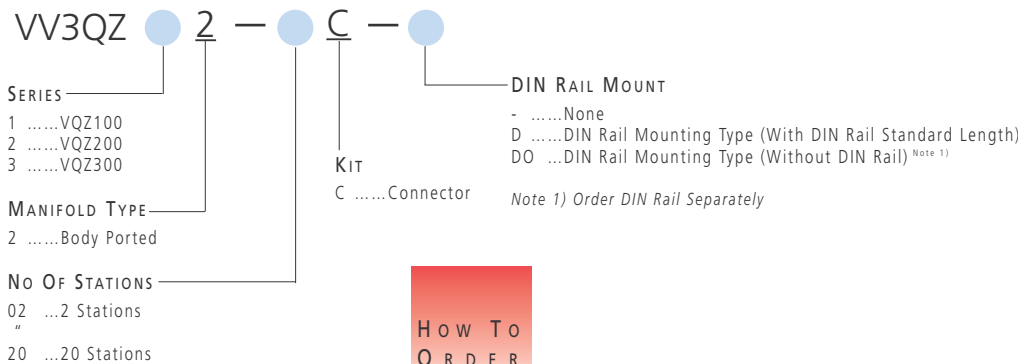 VV3QZ 2 – C –
SERIES
1 ......VQZ100
2 ......VQZ200
3 ......VQZ300
MANIFOLD TYPE
2 ......Body Ported
NO OF STATIONS
02 ...2 Stations
"
20 ...20 Stations
KIT
C ......Connector
DIN RAIL MOUNT
- ......None
D ......DIN Rail Mounting Type (With DIN Rail Standard Length)
DO ...DIN Rail Mounting Type (Without DIN Rail) Note 1)
Note 1) Order DIN Rail Separately
HOW TO
ORDER